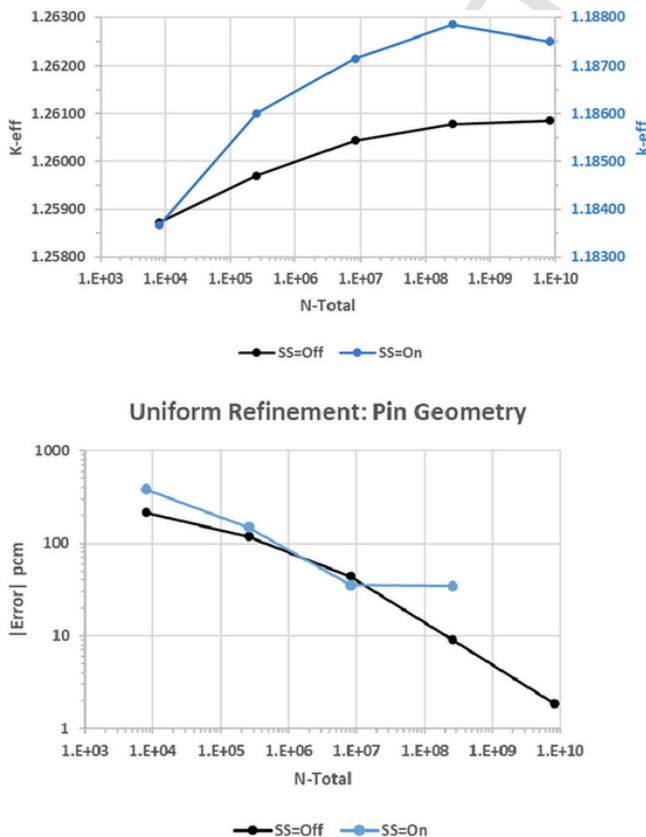 1.26300
1.26200
1.26100
1.26000
1.25900
1.25800
K-eff
1.18800
1.18700
1.18600
1.18500
1.18400
1.18300
k-eff
1.E+03 1.E+04 1.E+05 1.E+06 1.E+07 1.E+08 1.E+09 1.E+10
N-Total
SS=Off SS=On
Uniform Refinement: Pin Geometry
1000
100
10
1
|Error| pcm
1.E+03 1.E+04 1.E+05 1.E+06 1.E+07 1.E+08 1.E+09 1.E+10
N-Total
SS=Off SS=On